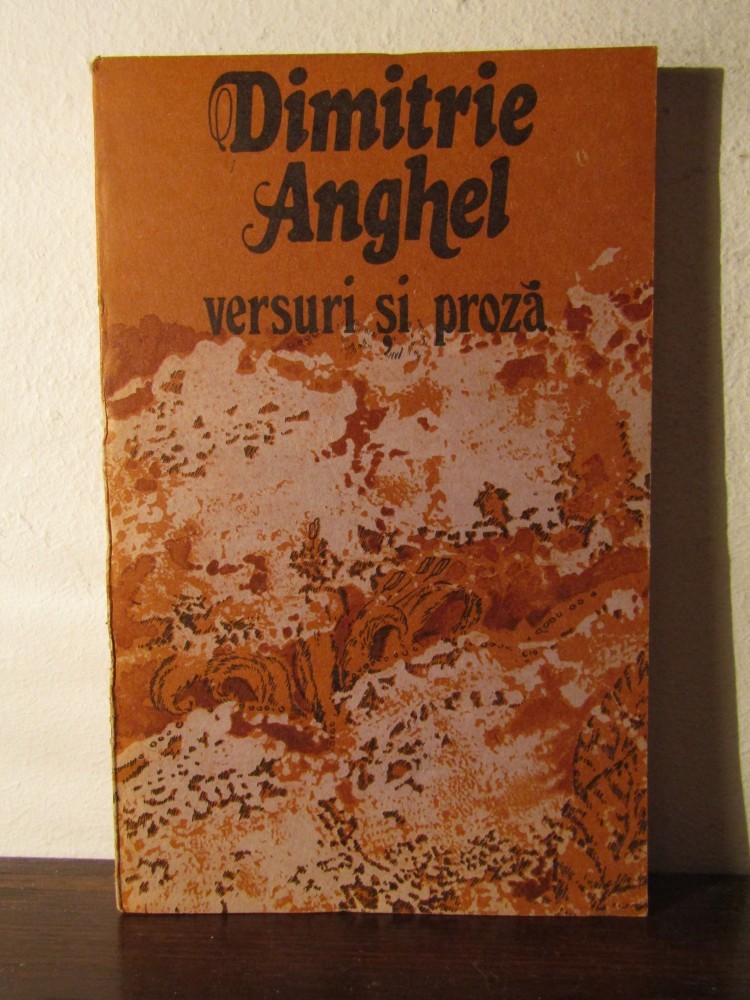 Dimitrie
Anghel
versuri și proză